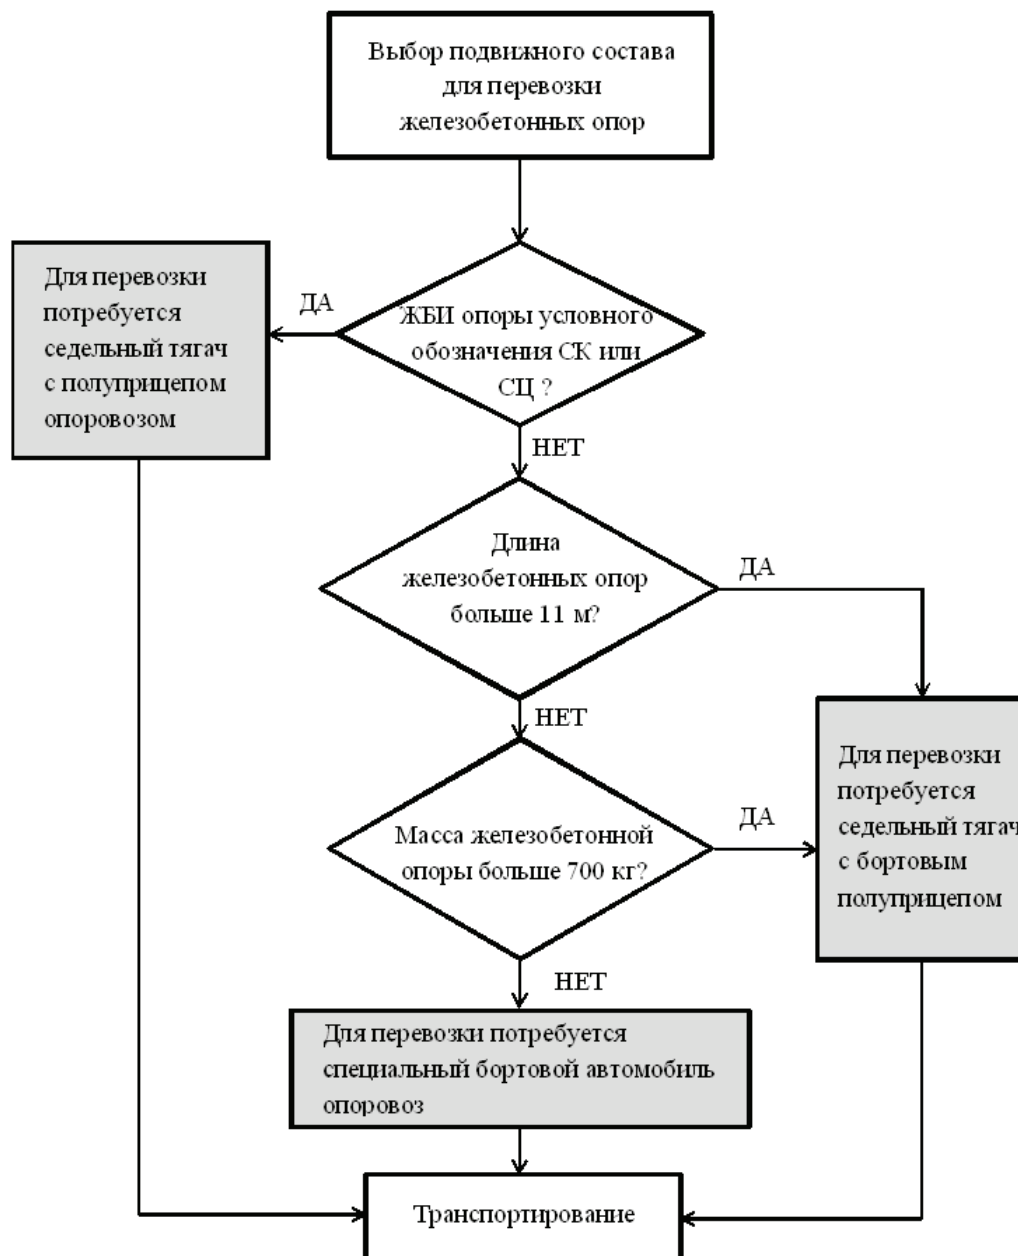 Выбор подвижного состава
для перевозки
железобетонных опор
Для перевозки
потребуется
седельный тягач
с полуприцепом
опоровозом
ДА
ЖБИ опоры условного
обозначения СК или
СЦ ?
НЕТ
Длина
железобетонных опор
больше 11 м?
ДА
НЕТ
Масса железобетонной
опоры больше 700 кг?
ДА
Для перевозки
потребуется
седельный тягач
с бортовым
полуприцепом
НЕТ
Для перевозки потребуется
специальный бортовой автомобиль
опоровоз
Транспортирование